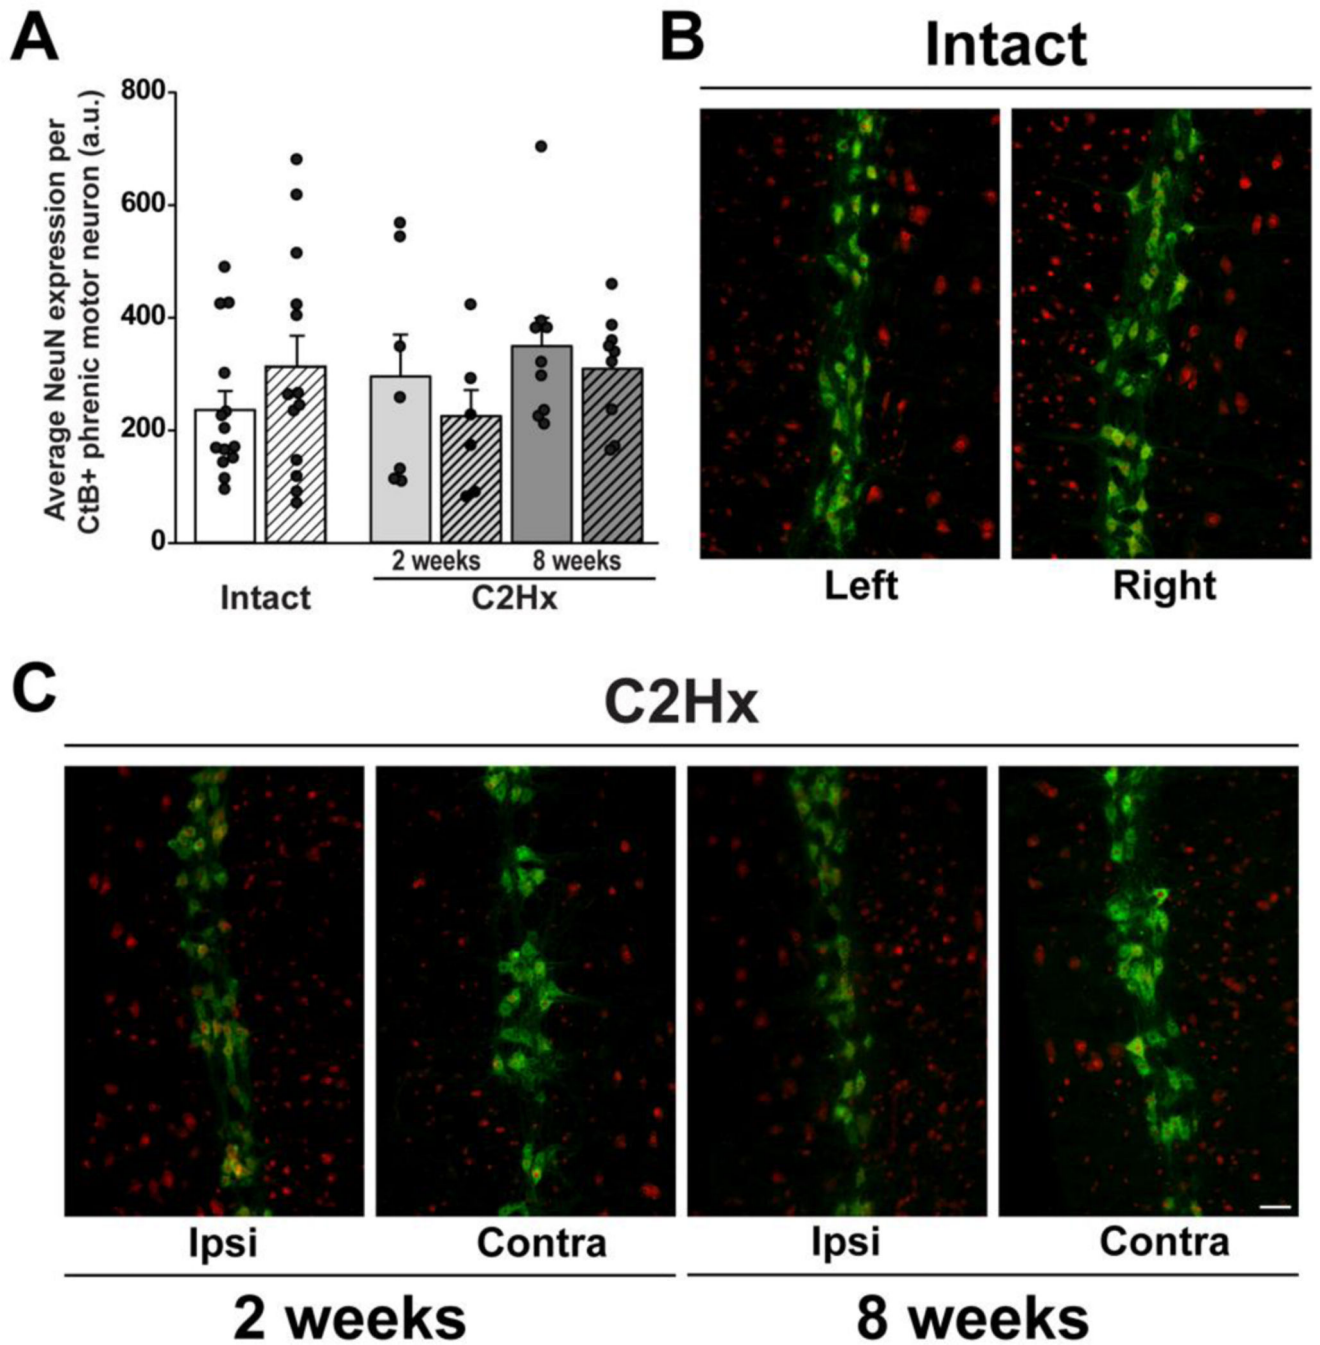 A
Average NeuN expression per
CtB+ phrenic motor neuron (a.u.)
800
600
400
200
0
2 weeks
8 weeks
Intact
C2Hx
B
Intact
Left
Right
C
C2Hx
Ipsi
Contra
Ipsi
Contra
2 weeks
8 weeks